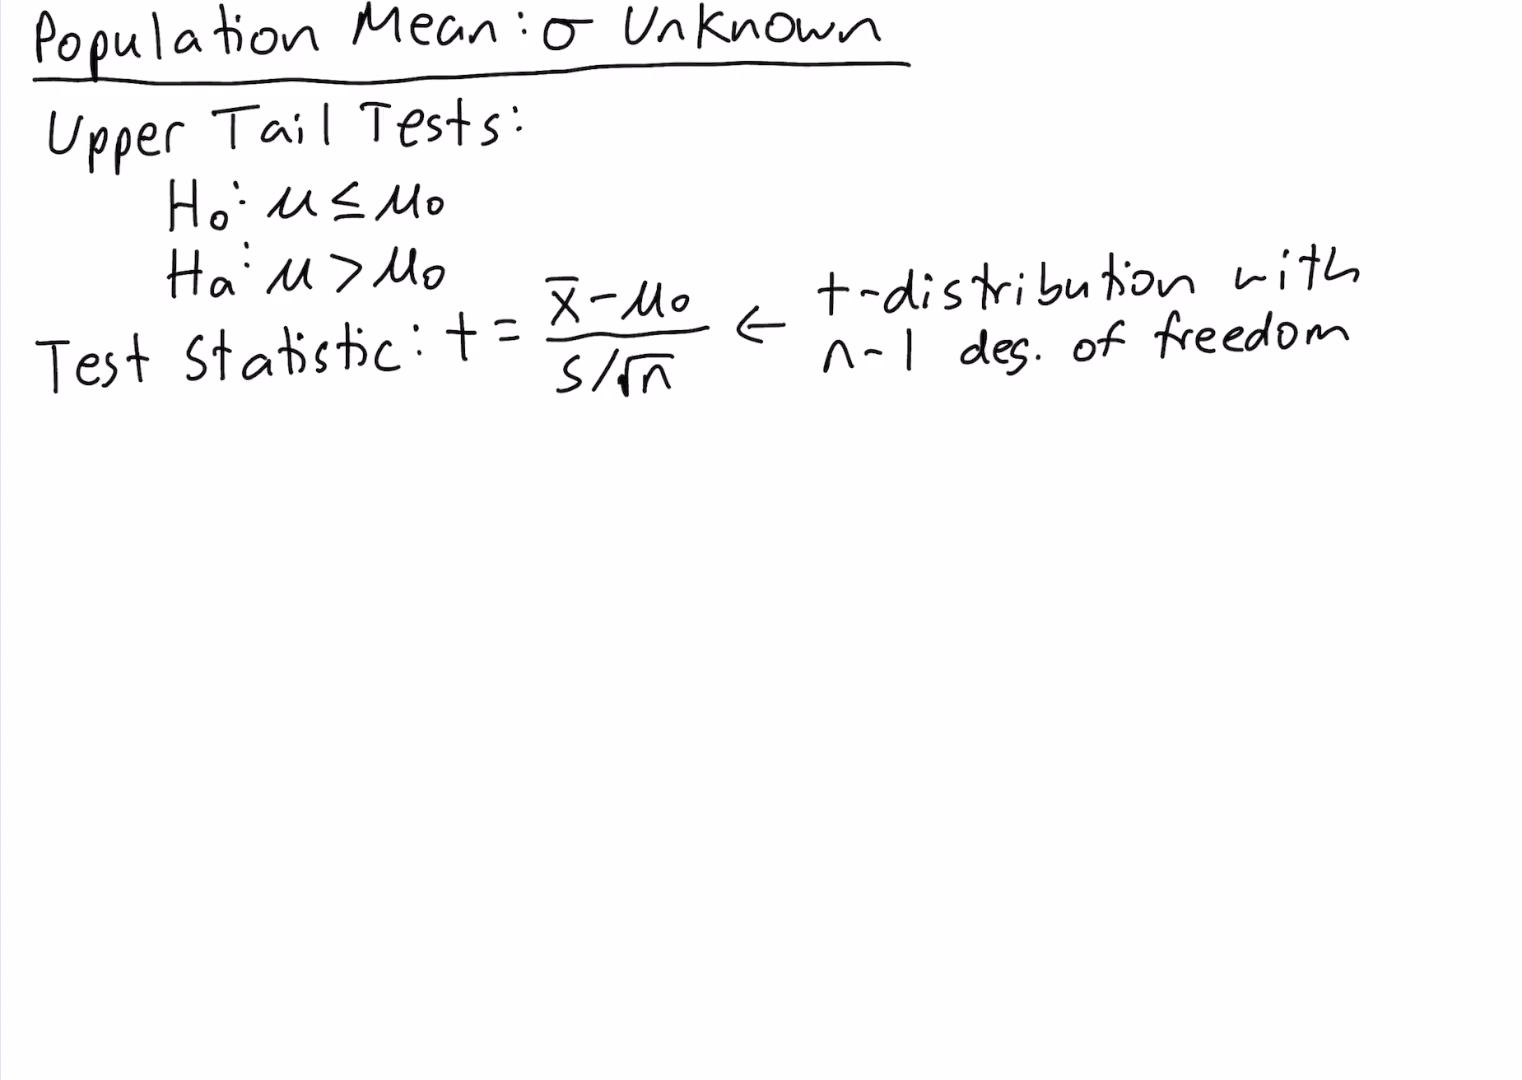 Population Mean: σ Unknown
Upper Tail Tests:
H₀: μ ≤ μ₀
Hₐ: μ > μ₀
Test Statistic: t = (x̄ - μ₀) / (s/√n) ← t-distribution with
n-1 deg. of freedom